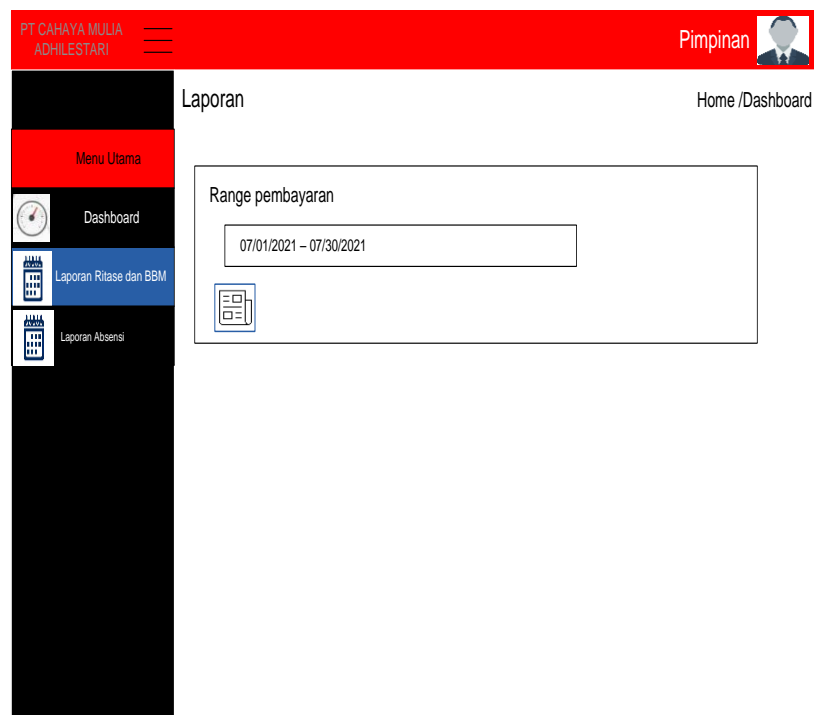 PT CAHAYA MULIA
ADHILESTARI
Pimpinan
Laporan
Home /Dashboard
Menu Utama
Dashboard
Laporan Ritase dan BBM
Laporan Absensi
Range pembayaran
07/01/2021 – 07/30/2021